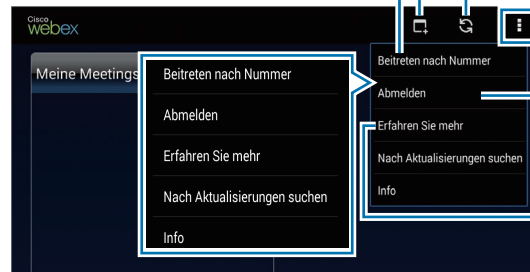 Cisco
webex
Meine Meetings
Beitreten nach Nummer
Abmelden
Erfahren Sie mehr
Nach Aktualisierungen suchen
Info
Beitreten nach Nummer
Abmelden
Erfahren Sie mehr
Nach Aktualisierungen suchen
Info